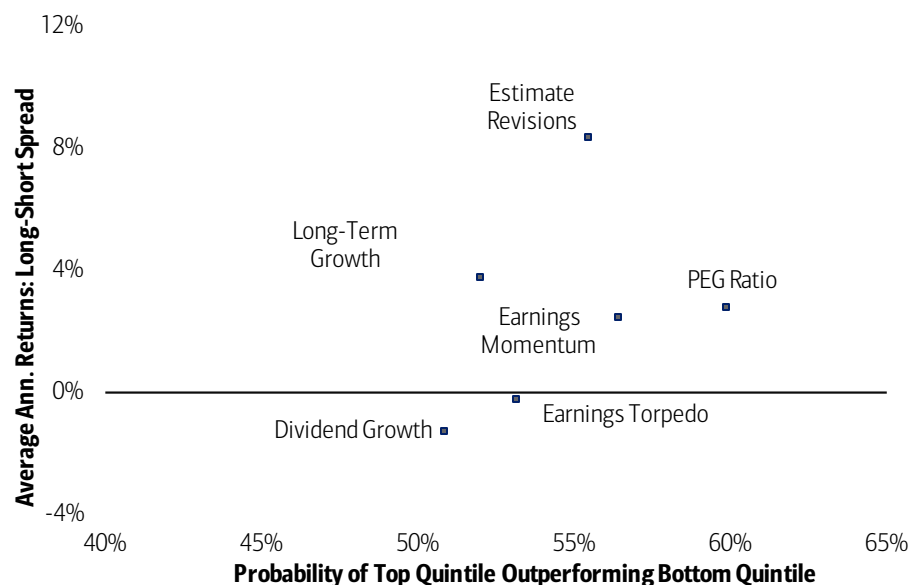 12%
Estimate
Revisions
8%
Long-Term
Growth
4%
PEG Ratio
Earnings
Momentum
0%
Earnings Torpedo
Dividend Growth
-4%
40% 45% 50% 55% 60% 65%
Average Ann. Returns: Long-Short Spread
Probability of Top Quintile Outperforming Bottom Quintile